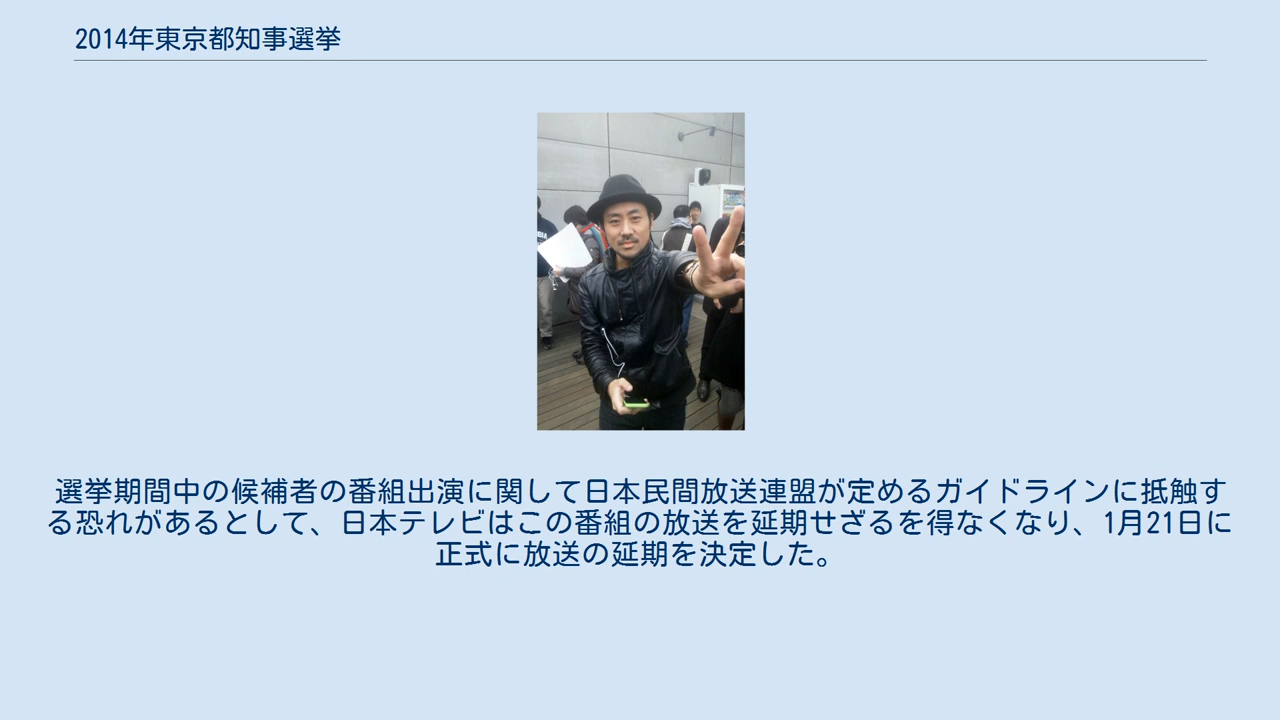 2014年東京都知事選挙
選挙期間中の候補者の番組出演に関して日本民間放送連盟が定めるガイドラインに抵触す
る恐れがあるとして、日本テレビはこの番組の放送を延期せざるを得なくなり、1月21日に
正式に放送の延期を決定した。